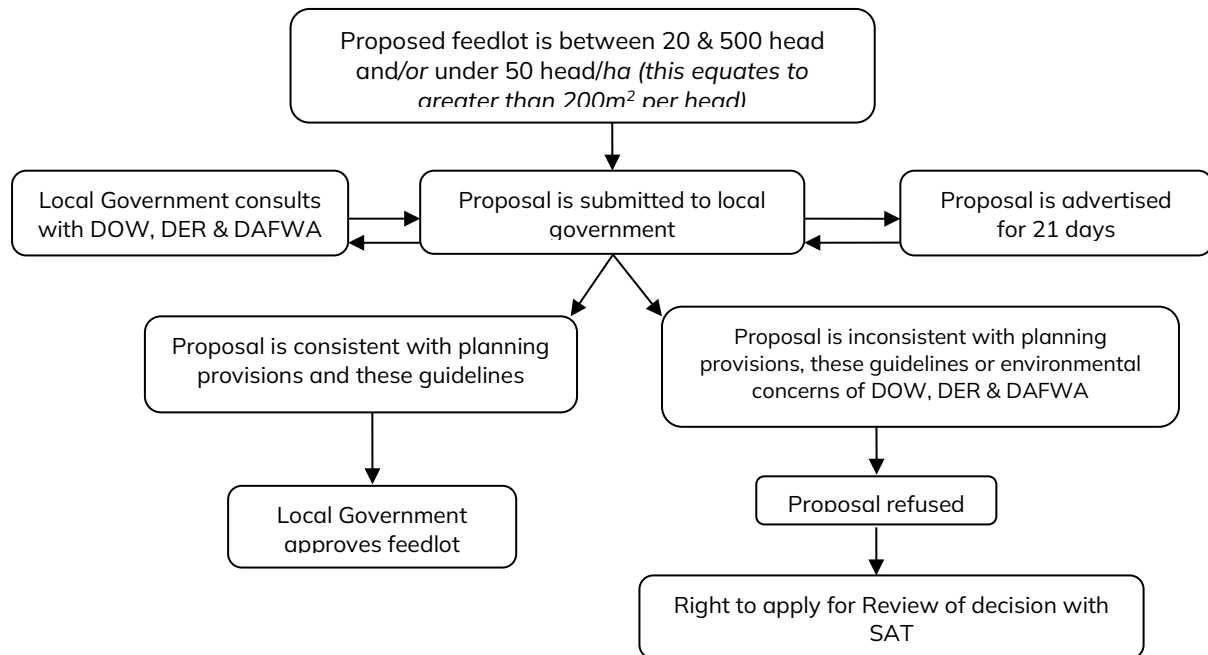 Proposed feedlot is between 20 & 500 head
and/or under 50 head/ha (this equates to
greater than 200m² per head)
Local Government consults
with DOW, DER & DAFWA
Proposal is submitted to local
government
Proposal is advertised
for 21 days
Proposal is consistent with planning
provisions and these guidelines
Proposal is inconsistent with planning
provisions, these guidelines or environmental
concerns of DOW, DER & DAFWA
Local Government
approves feedlot
Proposal refused
Right to apply for Review of decision with
SAT